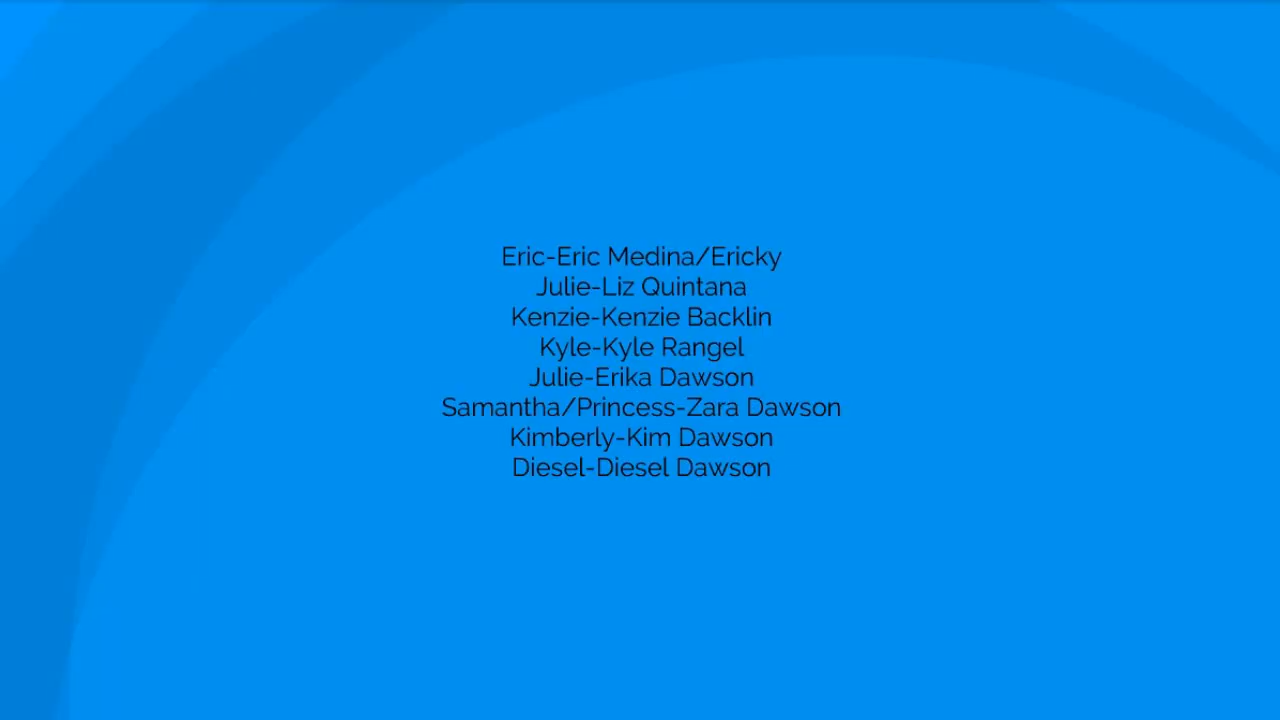 Eric-Eric Medina/Ericky
Julie-Liz Quintana
Kenzie-Kenzie Backlin
Kyle-Kyle Rangel
Julie-Erika Dawson
Samantha/Princess-Zara Dawson
Kimberly-Kim Dawson
Diesel-Diesel Dawson